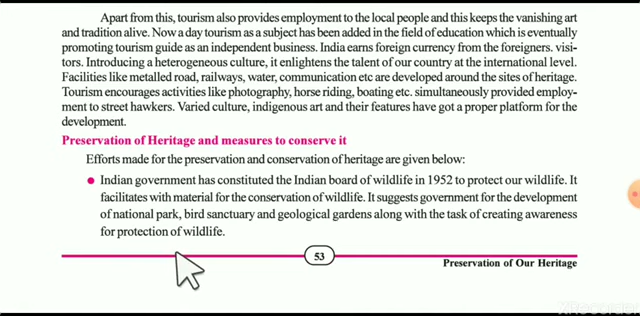 Apart from this, tourism also provides employment to the local people and this keeps the vanishing art
and tradition alive. Now a day tourism as a subject has been added in the field of education which is eventually
promoting tourism guide as an independent business. India earns foreign currency from the foreigners. visi-
tors. Introducing a heterogeneous culture, it enlightens the talent of our country at the international level.
Facilities like metalled road, railways, water, communication etc are developed around the sites of heritage.
Tourism encourages activities like photography, horse riding, boating etc. simultaneously provided employ-
ment to street hawkers. Varied culture, indigenous art and their features have got a proper platform for the
development.
Preservation of Heritage and measures to conserve it
Efforts made for the preservation and conservation of heritage are given below:
● Indian government has constituted the Indian board of wildlife in 1952 to protect our wildlife. It
facilitates with material for the conservation of wildlife. It suggests government for the development
of national park, bird sanctuary and geological gardens along with the task of creating awareness
for protection of wildlife.
53
Preservation of Our Heritage